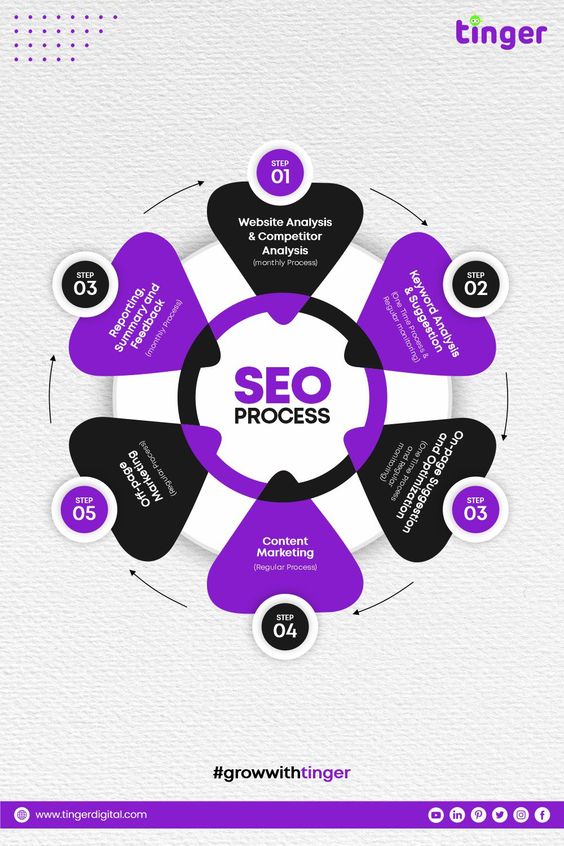 tinger
STEP
01
Website Analysis
& Competitor
Analysis
(monthly Process)
STEP
02
Keyword Analysis
& Suggestion
(One Time Process &
Regular monitoring)
STEP
03
On-page Suggestion
and Optimization
(One Time process
and Regular
monitoring)
Content
Marketing
(Regular Process)
STEP
04
STEP
05
Off-page
Marketing
(Regular Process)
STEP
03
Reporting,
Summary and
Feedback
(monthly Process)
SEO
PROCESS
#growwithtinger
www.tingerdigital.com